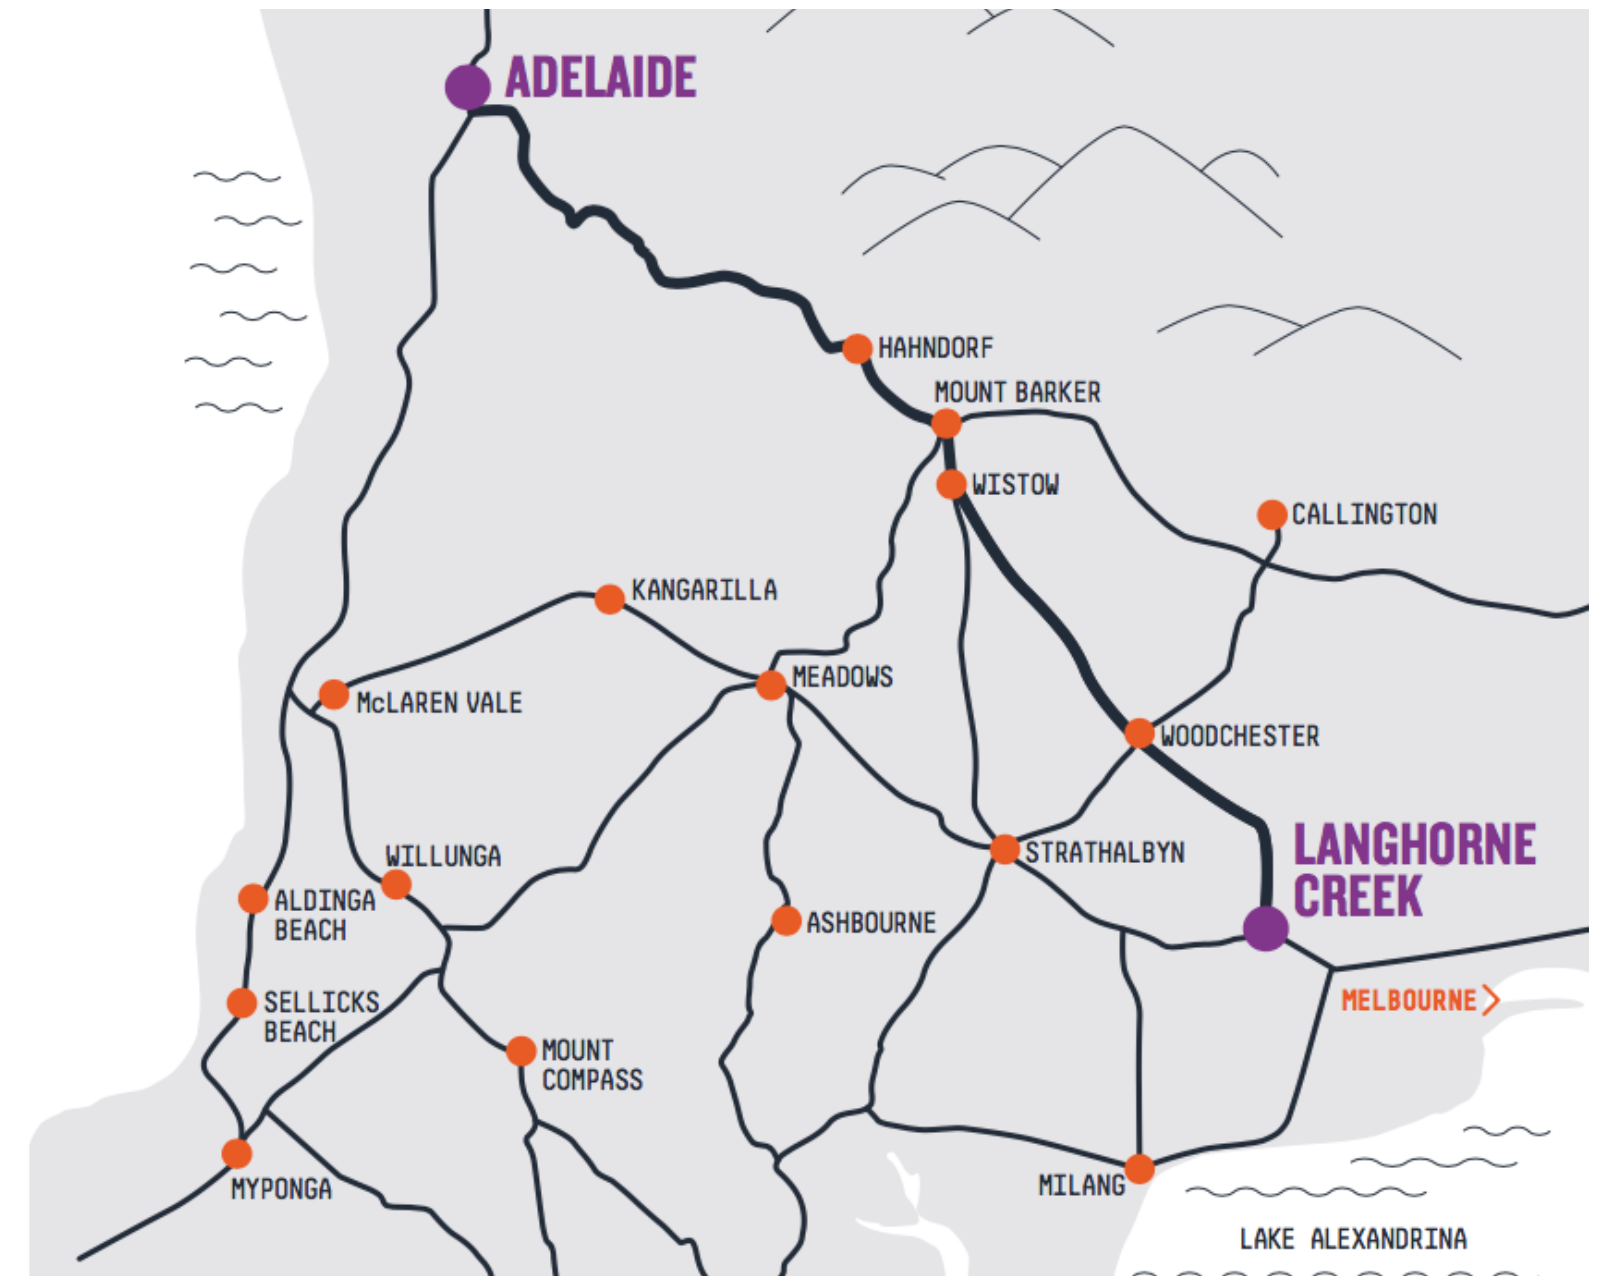 ADELAIDE
HAHNDORF
MOUNT BARKER
WISTOW
CALLINGTON
KANGARILLA
MEADOWS
McLAREN VALE
WOODCHESTER
LANGHORNE
CREEK
STRATHALBYN
WILLUNGA
ALDINGA
BEACH
ASHBOURNE
SELLICKS
BEACH
MELBOURNE
MOUNT
COMPASS
MYPONGA
MILANG
LAKE ALEXANDRINA